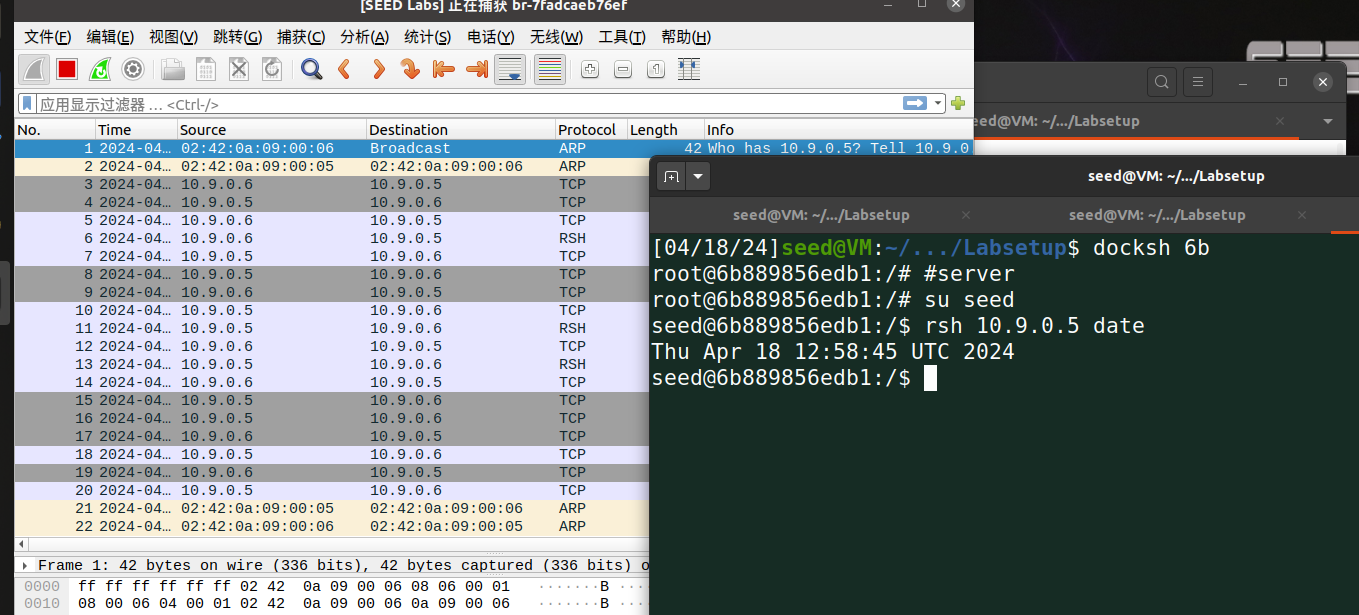 [SEED Labs] 正在捕获 br-7fadcaeb76ef
文件(F) 编辑(E) 视图(V) 跳转(G) 捕获(C) 分析(A) 统计(S) 电话(Y) 无线(W) 工具(T) 帮助(H)
应用显示过滤器 … <Ctrl-/>
No. Time Source Destination Protocol Length Info
1 2024-04… 02:42:0a:09:00:06 Broadcast ARP 42 Who has 10.9.0.5? Tell 10.9.0
2 2024-04… 02:42:0a:09:00:05 02:42:0a:09:00:06 ARP
3 2024-04… 10.9.0.6 10.9.0.5 TCP
4 2024-04… 10.9.0.5 10.9.0.6 TCP
5 2024-04… 10.9.0.6 10.9.0.5 TCP
6 2024-04… 10.9.0.6 10.9.0.5 RSH
7 2024-04… 10.9.0.5 10.9.0.6 TCP
8 2024-04… 10.9.0.5 10.9.0.6 TCP
9 2024-04… 10.9.0.6 10.9.0.5 TCP
10 2024-04… 10.9.0.5 10.9.0.6 TCP
11 2024-04… 10.9.0.5 10.9.0.6 RSH
12 2024-04… 10.9.0.6 10.9.0.5 TCP
13 2024-04… 10.9.0.5 10.9.0.6 RSH
14 2024-04… 10.9.0.6 10.9.0.5 TCP
15 2024-04… 10.9.0.5 10.9.0.6 TCP
16 2024-04… 10.9.0.5 10.9.0.6 TCP
17 2024-04… 10.9.0.6 10.9.0.5 TCP
18 2024-04… 10.9.0.5 10.9.0.6 TCP
19 2024-04… 10.9.0.6 10.9.0.5 TCP
20 2024-04… 10.9.0.5 10.9.0.6 TCP
21 2024-04… 02:42:0a:09:00:05 02:42:0a:09:00:06 ARP
22 2024-04… 02:42:0a:09:00:06 02:42:0a:09:00:05 ARP
Frame 1: 42 bytes on wire (336 bits), 42 bytes captured (336 bits) o
0000 ff ff ff ff ff ff 02 42 0a 09 00 06 08 06 00 01 ·······B ····
0010 08 00 06 04 00 01 02 42 0a 09 00 06 0a 09 00 06 ·······B ····
eed@VM: ~/.../Labsetup
seed@VM: ~/.../Labsetup
seed@VM: ~/.../Labsetup seed@VM: ~/.../Labsetup
[04/18/24]seed@VM:~/.../Labsetup$ docksh 6b
root@6b889856edb1:/# #server
root@6b889856edb1:/# su seed
seed@6b889856edb1:/$ rsh 10.9.0.5 date
Thu Apr 18 12:58:45 UTC 2024
seed@6b889856edb1:/$